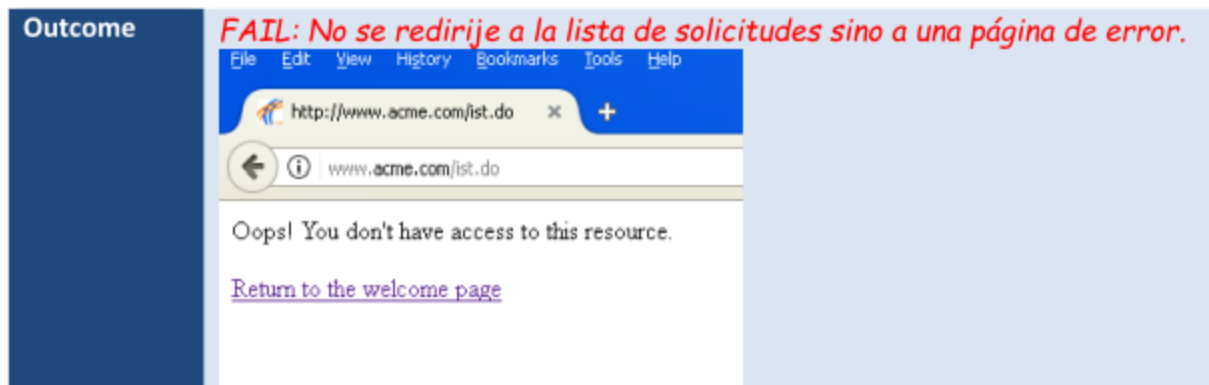 Outcome
FAIL: No se redirije a la lista de solicitudes sino a una página de error.
File Edit View History Bookmarks Tools Help
http://www.acme.com/ist.do
www.acme.com/ist.do
Oops! You don't have access to this resource.
Return to the welcome page